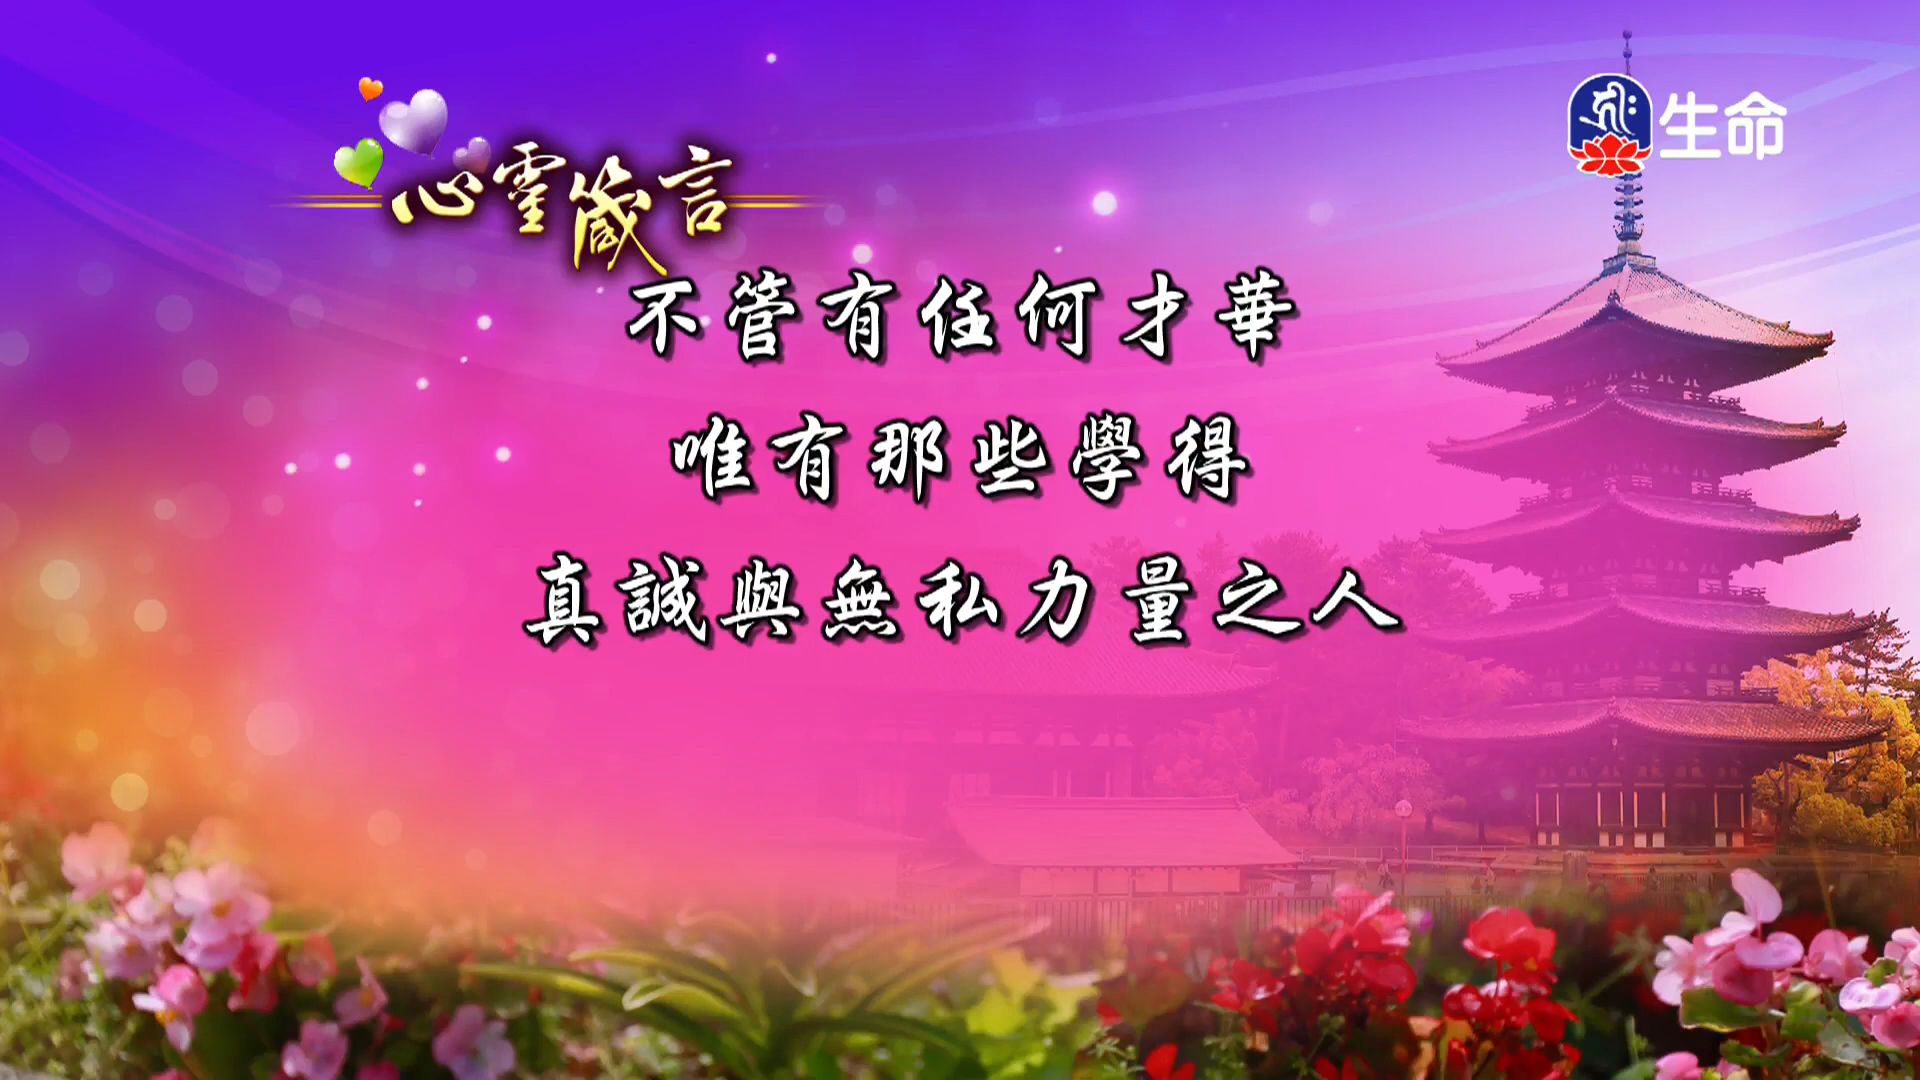 心靈箴言
生命
不管有任何才華
唯有那些學得
真誠與無私力量之人